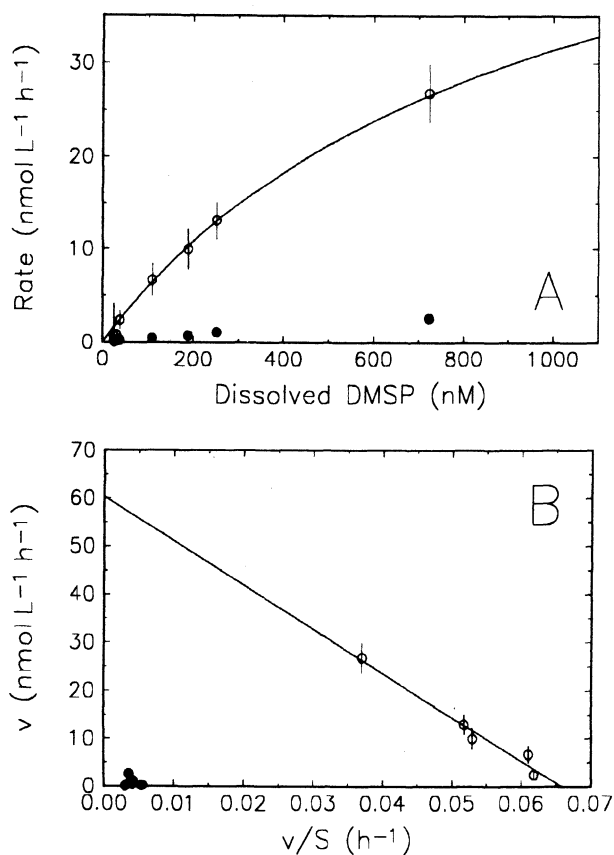 30
20
10
0
Rate (nmol L−1 h−1)
A
0 200 400 600 800 1000
Dissolved DMSP (nM)
70
60
50
40
30
20
10
0
v (nmol L−1 h−1)
B
0.00 0.01 0.02 0.03 0.04 0.05 0.06 0.07
v/S (h−1)